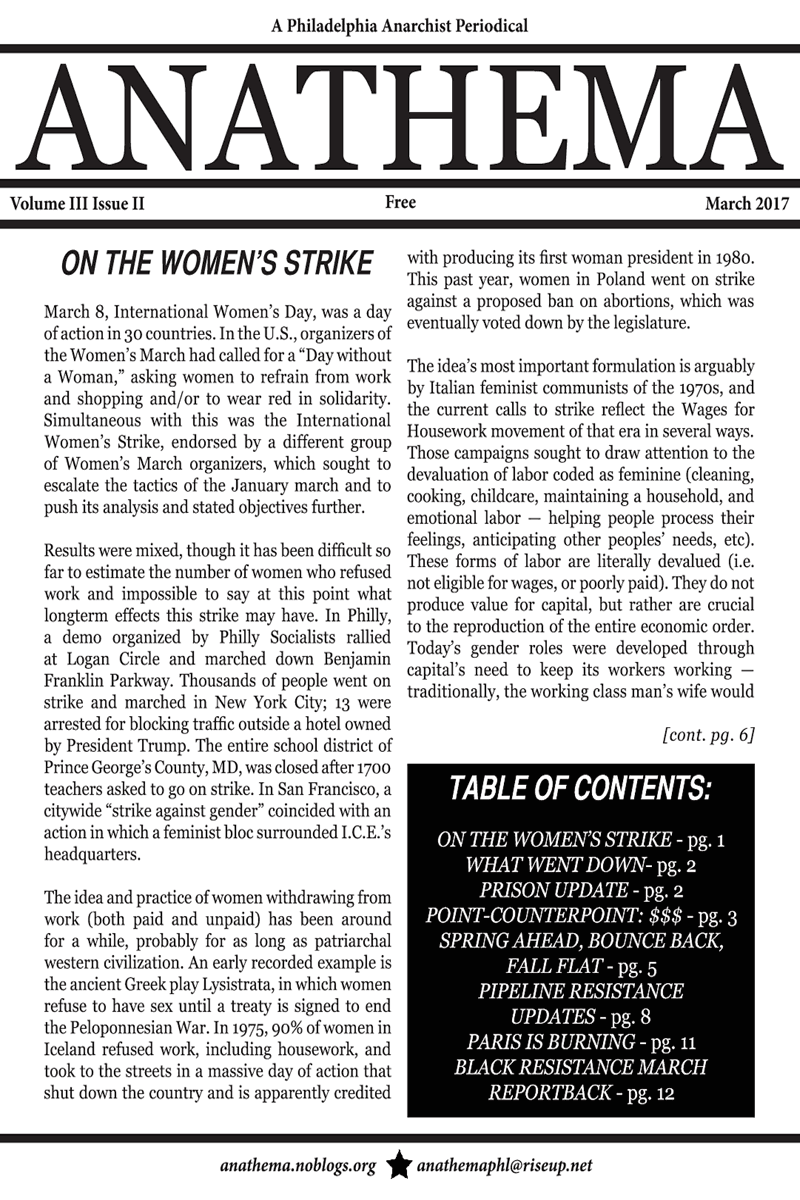 A Philadelphia Anarchist Periodical
ANATHEMA
Volume III Issue II
Free
March 2017
ON THE WOMEN'S STRIKE
March 8, International Women's Day, was a day
of action in 30 countries. In the U.S., organizers of
the Women's March had called for a “Day without
a Woman,” asking women to refrain from work
and shopping and/or to wear red in solidarity.
Simultaneous with this was the International
Women's Strike, endorsed by a different group
of Women's March organizers, which sought to
escalate the tactics of the January march and to
push its analysis and stated objectives further.
Results were mixed, though it has been difficult so
far to estimate the number of women who refused
work and impossible to say at this point what
longterm effects this strike may have. In Philly,
a demo organized by Philly Socialists rallied
at Logan Circle and marched down Benjamin
Franklin Parkway. Thousands of people went on
strike and marched in New York City; 13 were
arrested for blocking traffic outside a hotel owned
by President Trump. The entire school district of
Prince George's County, MD, was closed after 1700
teachers asked to go on strike. In San Francisco, a
citywide “strike against gender” coincided with an
action in which a feminist bloc surrounded I.C.E.'s
headquarters.
The idea and practice of women withdrawing from
work (both paid and unpaid) has been around
for a while, probably for as long as patriarchal
western civilization. An early recorded example is
the ancient Greek play Lysistrata, in which women
refuse to have sex until a treaty is signed to end
the Peloponnesian War. In 1975, 90% of women in
Iceland refused work, including housework, and
took to the streets in a massive day of action that
shut down the country and is apparently credited
with producing its first woman president in 1980.
This past year, women in Poland went on strike
against a proposed ban on abortions, which was
eventually voted down by the legislature.
The idea's most important formulation is arguably
by Italian feminist communists of the 1970s, and
the current calls to strike reflect the Wages for
Housework movement of that era in several ways.
Those campaigns sought to draw attention to the
devaluation of labor coded as feminine (cleaning,
cooking, childcare, maintaining a household, and
emotional labor — helping people process their
feelings, anticipating other peoples' needs, etc).
These forms of labor are literally devalued (i.e.
not eligible for wages, or poorly paid). They do not
produce value for capital, but rather are crucial
to the reproduction of the entire economic order.
Today's gender roles were developed through
capital's need to keep its workers working —
traditionally, the working class man's wife would
[cont. pg. 6]
TABLE OF CONTENTS:
ON THE WOMEN'S STRIKE - pg. 1
WHAT WENT DOWN- pg. 2
PRISON UPDATE - pg. 2
POINT-COUNTERPOINT: $$$ - pg. 3
SPRING AHEAD, BOUNCE BACK,
FALL FLAT - pg. 5
PIPELINE RESISTANCE
UPDATES - pg. 8
PARIS IS BURNING - pg. 11
BLACK RESISTANCE MARCH
REPORTBACK - pg. 12
anathema.noblogs.org
anathemaphl@riseup.net